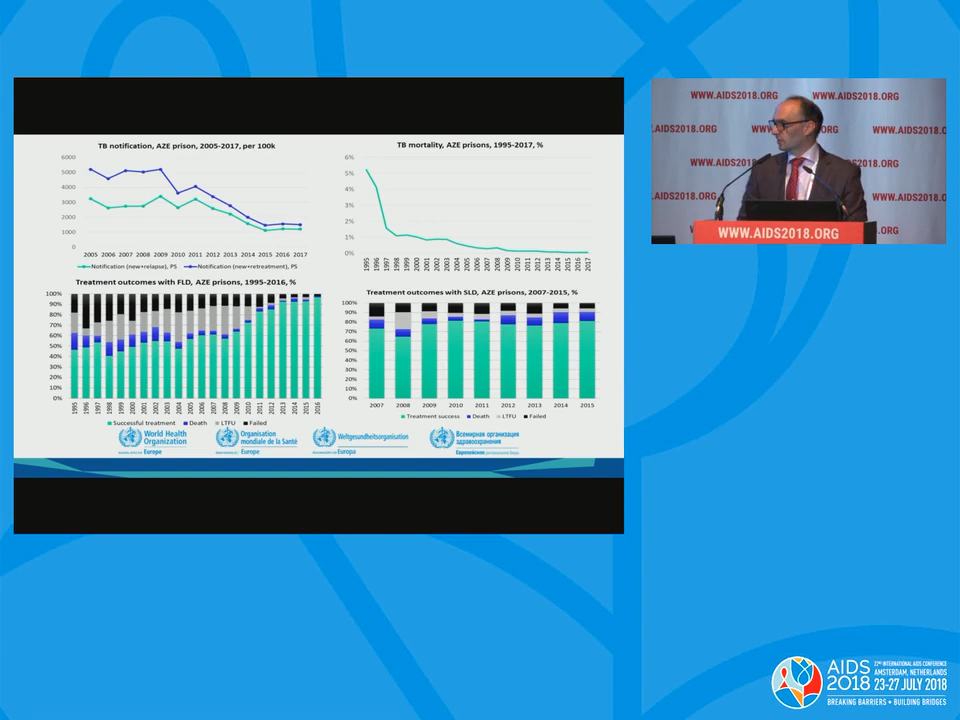 TB notification, AZE prison, 2005-2017, per 100k
6000
5000
4000
3000
2000
1000
0
2005 2006 2007 2008 2009 2010 2011 2012 2013 2014 2015 2016 2017
Notification (new+relapse), PS
Notification (new+retreatment), PS
TB mortality, AZE prisons, 1995-2017, %
6%
5%
4%
3%
2%
1%
0%
1995 1996 1997 1998 1999 2000 2001 2002 2003 2004 2005 2006 2007 2008 2009 2010 2011 2012 2013 2014 2015 2016 2017
Treatment outcomes with FLD, AZE prisons, 1995-2016, %
100%
90%
80%
70%
60%
50%
40%
30%
20%
10%
0%
1995 1996 1997 1998 1999 2000 2001 2002 2003 2004 2005 2006 2007 2008 2009 2010 2011 2012 2013 2014 2015 2016
Successful treatment Death LTFU Failed
Treatment outcomes with SLD, AZE prisons, 2007-2015, %
100%
90%
80%
70%
60%
50%
40%
30%
20%
10%
0%
2007 2008 2009 2010 2011 2012 2013 2014 2015
Treatment success Death LTFU Failed
World Health
Organization
Europe
Organisation
mondiale de la Santé
Europe
Weltgesundheitsorganisation
Europa
Всемирная организация
здравоохранения
WWW.AIDS2018.ORG WWW.AIDS2018.ORG
.AIDS2018.ORG WWW.AIDS2018.O
WWW.AIDS2018 WWW.AIDS2018.ORG
.AIDS2018.ORG WWW.AIDS2018.O
WWW.AIDS2018.ORG
AIDS
2018
22ND INTERNATIONAL AIDS CONFERENCE
AMSTERDAM, NETHERLANDS
23-27 JULY 2018
BREAKING BARRIERS • BUILDING BRIDGES